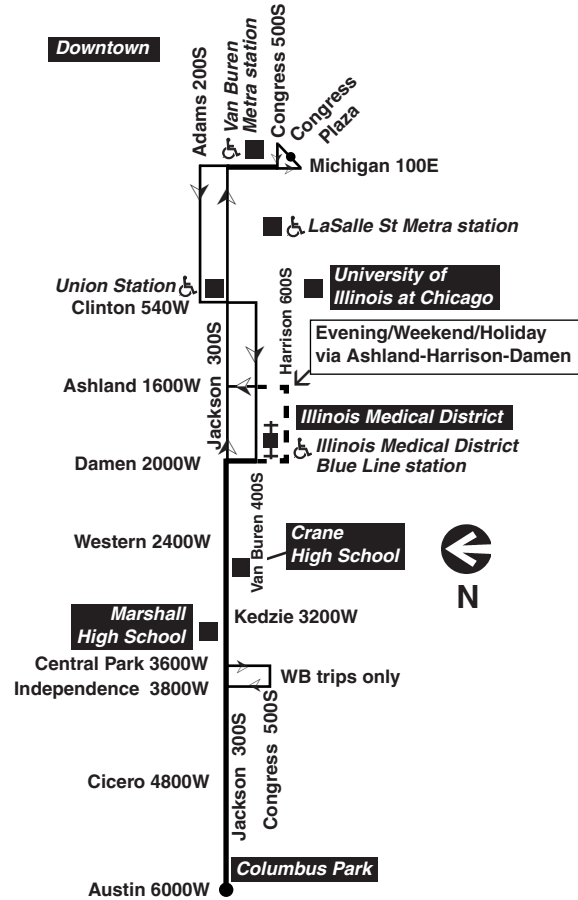 Downtown
Adams 200S
Van Buren
Metra station
Congress 500S
Congress
Plaza
Michigan 100E
LaSalle St Metra station
Union Station
Clinton 540W
University of
Illinois at Chicago
Harrison 600S
Evening/Weekend/Holiday
via Ashland-Harrison-Damen
Jackson 300S
Ashland 1600W
Illinois Medical District
Illinois Medical District
Blue Line station
Damen 2000W
Van Buren 400S
Western 2400W
Crane
High School
N
Marshall
High School
Kedzie 3200W
Central Park 3600W
Independence 3800W
WB trips only
Jackson 300S
Congress 500S
Cicero 4800W
Columbus Park
Austin 6000W